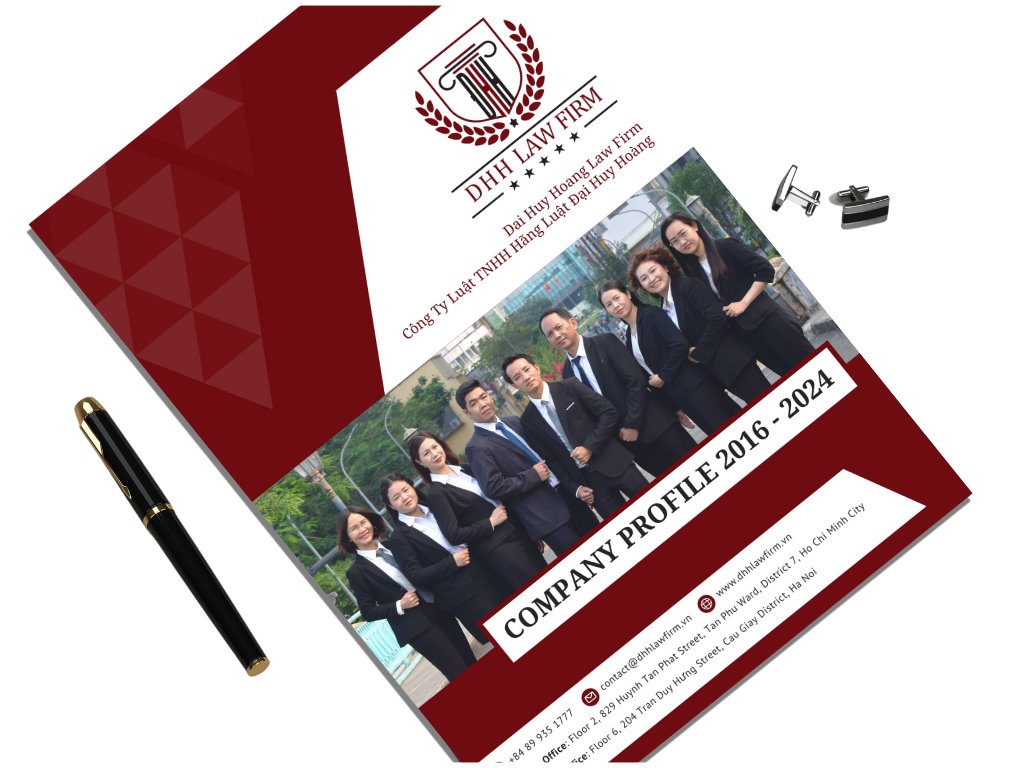 DHH
DHH LAW FIRM
Dai Huy Hoang Law Firm
Công Ty Luật TNHH Hãng Luật Đại Huy Hoàng
COMPANY PROFILE 2016 - 2024
+84 89 935 1777 contact@dhhlawfirm.vn www.dhhlawfirm.vn
Office: Floor 2, 829 Huynh Tan Phat Street, Tan Phu Ward, District 7, Ho Chi Minh City
ice: Floor 6, 204 Tran Duy Hung Street, Cau Giay District, Ha Noi